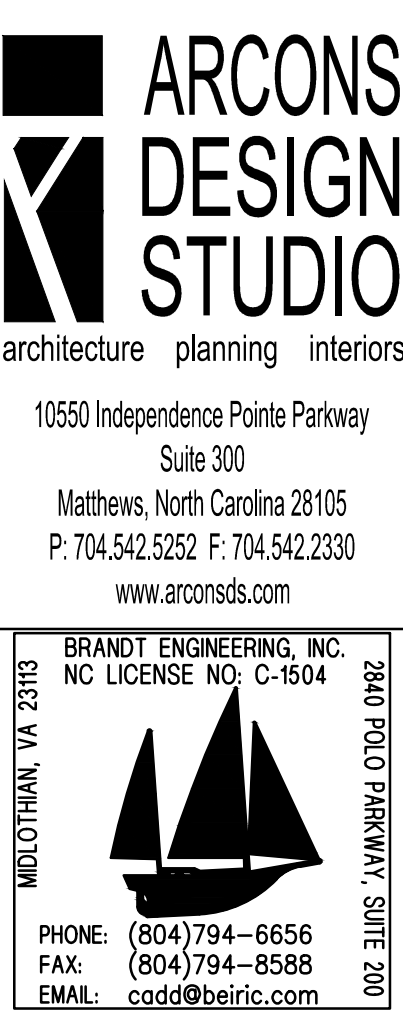 ARCONS
DESIGN
STUDIO
architecture planning interiors
10550 Independence Pointe Parkway
Suite 300
Matthews, North Carolina 28105
P: 704.542.5252 F: 704.542.2330
www.arconsds.com
BRANDT ENGINEERING, INC.
NC LICENSE NO: C-1504
2840 POLO PARKWAY, SUITE 200
MIDLOTHIAN, VA 23113
PHONE: (804)794-6656
FAX: (804)794-8588
EMAIL: cadd@beiric.com